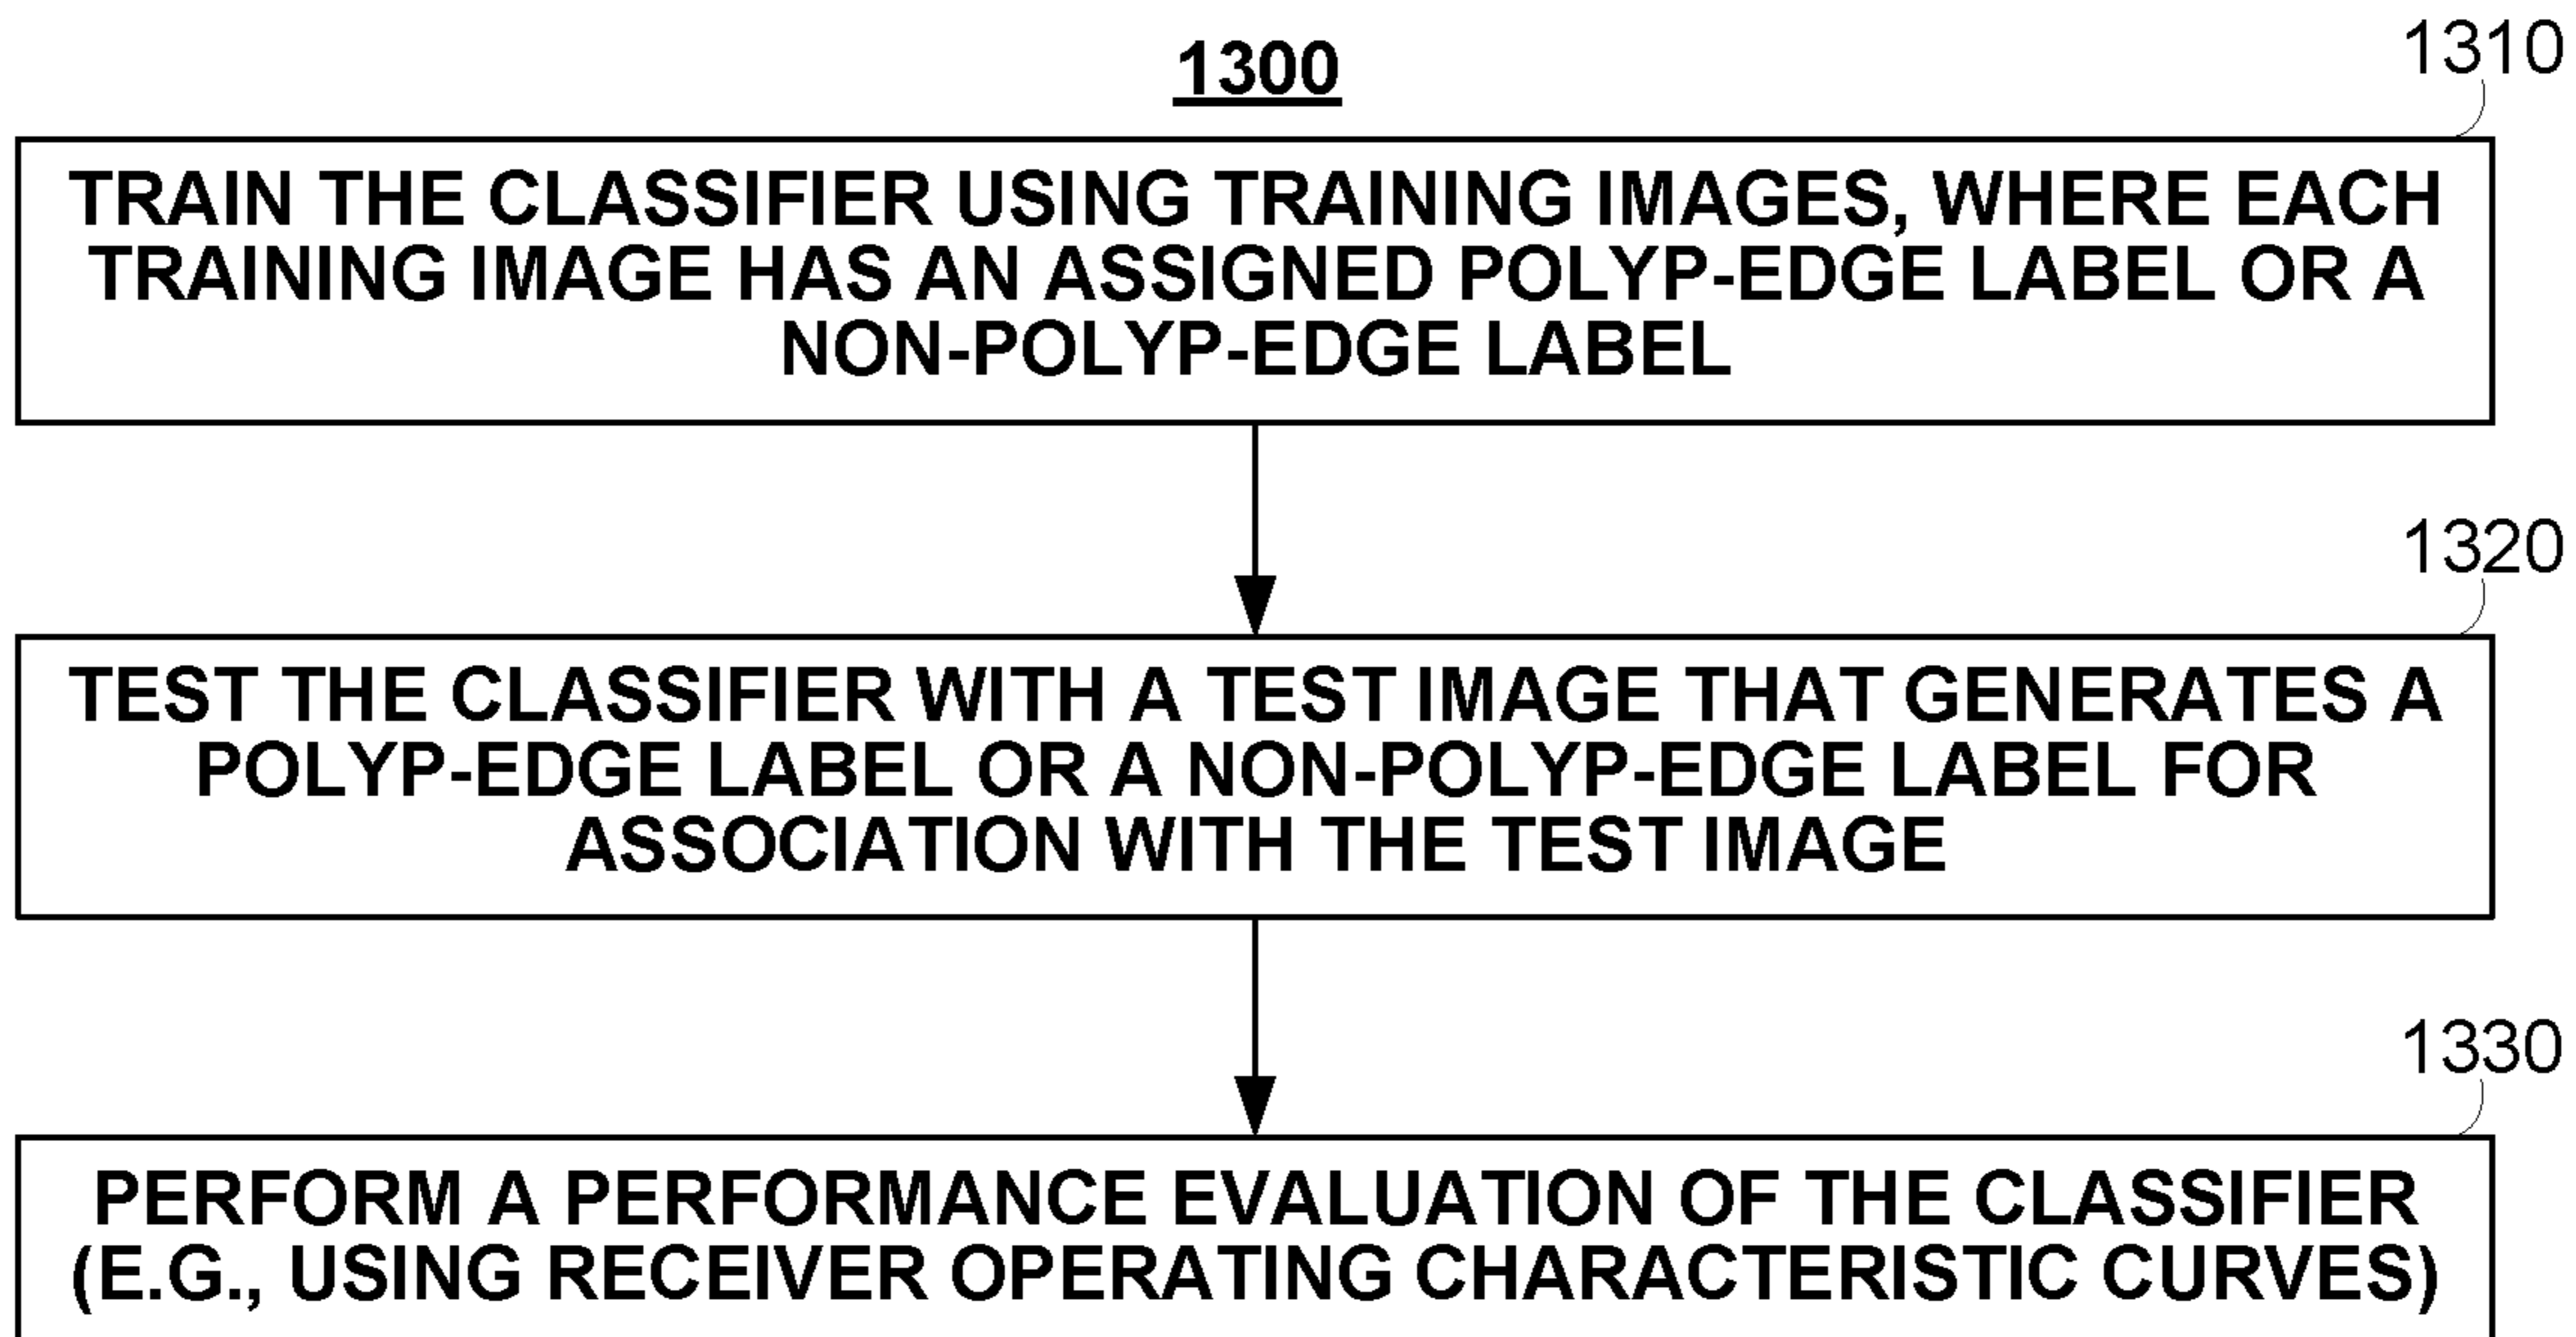 1300
1310
TRAIN THE CLASSIFIER USING TRAINING IMAGES, WHERE EACH
TRAINING IMAGE HAS AN ASSIGNED POLYP-EDGE LABEL OR A
NON-POLYP-EDGE LABEL
1320
TEST THE CLASSIFIER WITH A TEST IMAGE THAT GENERATES A
POLYP-EDGE LABEL OR A NON-POLYP-EDGE LABEL FOR
ASSOCIATION WITH THE TEST IMAGE
1330
PERFORM A PERFORMANCE EVALUATION OF THE CLASSIFIER
(E.G., USING RECEIVER OPERATING CHARACTERISTIC CURVES)